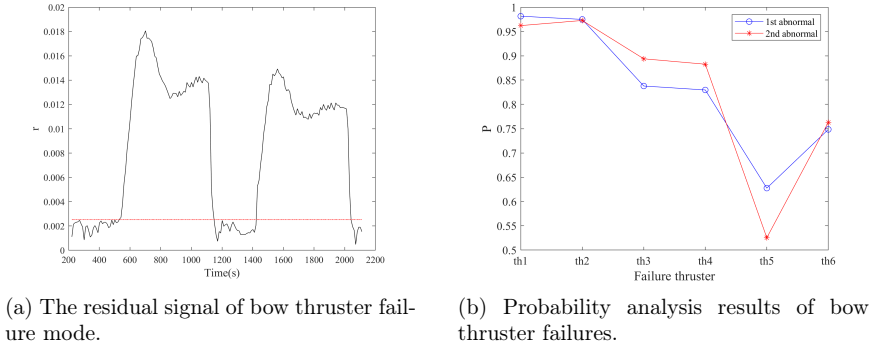 0.02
0.018
0.016
0.014
0.012
0.01
0.008
0.006
0.004
0.002
0
r
200 400 600 800 1000 1200 1400 1600 1800 2000 2200
Time(s)
1
0.95
0.9
0.85
0.8
0.75
0.7
0.65
0.6
0.55
0.5
P
1st abnormal
2nd abnormal
th1 th2 th3 th4 th5 th6
Failure thruster
(a) The residual signal of bow thruster fail-
ure mode.
(b) Probability analysis results of bow
thruster failures.